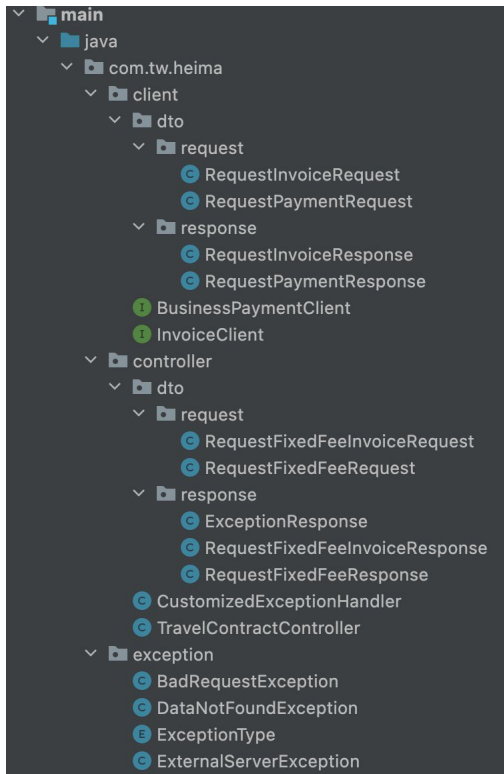 main
java
com.tw.heima
client
dto
request
C RequestInvoiceRequest
C RequestPaymentRequest
response
C RequestInvoiceResponse
C RequestPaymentResponse
I BusinessPaymentClient
I InvoiceClient
controller
dto
request
C RequestFixedFeeInvoiceRequest
C RequestFixedFeeRequest
response
C ExceptionResponse
C RequestFixedFeeInvoiceResponse
C RequestFixedFeeResponse
C CustomizedExceptionHandler
C TravelContractController
exception
C BadRequestException
C DataNotFoundException
E ExceptionType
C ExternalServerException